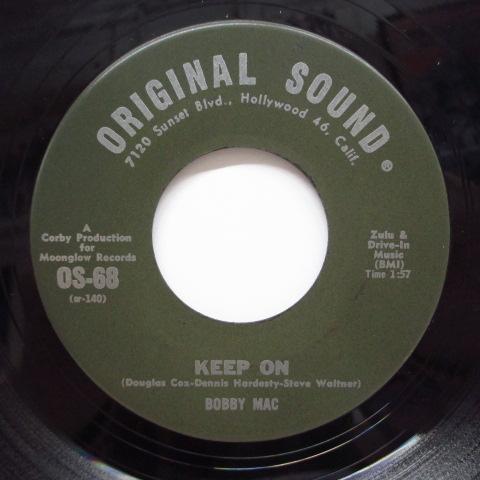 ORIGINAL SOUND®
7120 Sunset Blvd., Hollywood 46, Calif.
A
Corby Production
for
Moonglow Records
OS-68
(or-140)
Zulu &
Drive-In
Music
(BMI)
Time 1:57
KEEP ON
(Douglas Cox-Dennis Hardesty-Steve Waltner)
BOBBY MAC